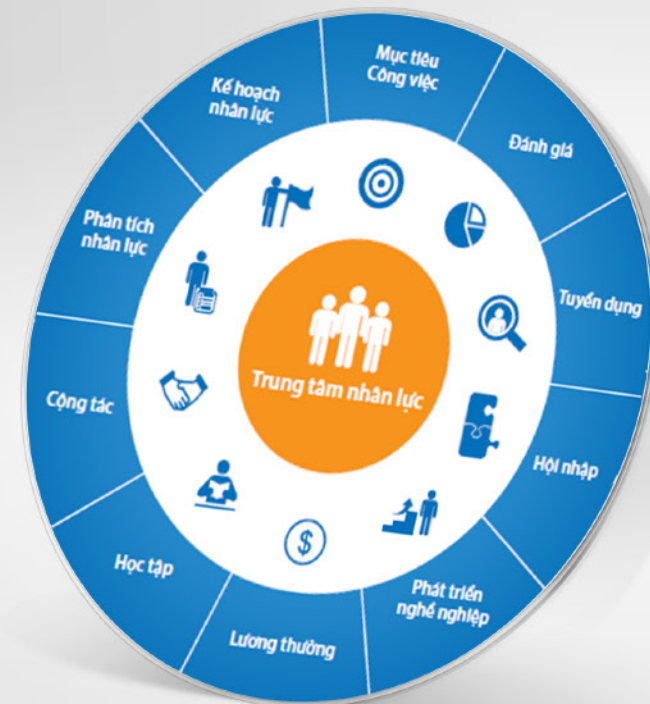 Mục tiêu
Công việc
Đánh giá
Tuyển dụng
Hội nhập
Phát triển
nghề nghiệp
Lương thưởng
Học tập
Cộng tác
Phân tích
nhân lực
Kế hoạch
nhân lực
Trung tâm nhân lực
$